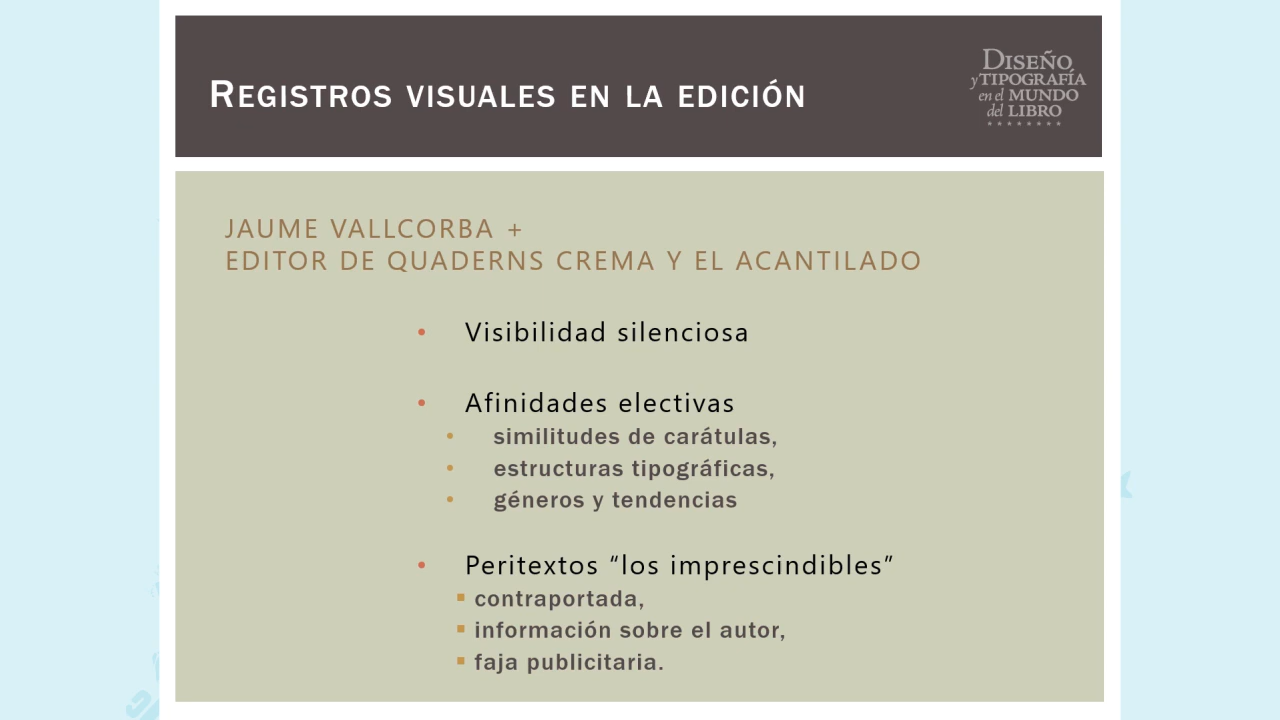 REGISTROS VISUALES EN LA EDICIÓN
DISEÑO
y TIPOGRAFÍA
en el MUNDO
del LIBRO
JAUME VALLCORBA +
EDITOR DE QUADERNS CREMA Y EL ACANTILADO
• Visibilidad silenciosa
• Afinidades electivas
• similitudes de carátulas,
• estructuras tipográficas,
• géneros y tendencias
• Peritextos “los imprescindibles”
▪ contraportada,
▪ información sobre el autor,
▪ faja publicitaria.